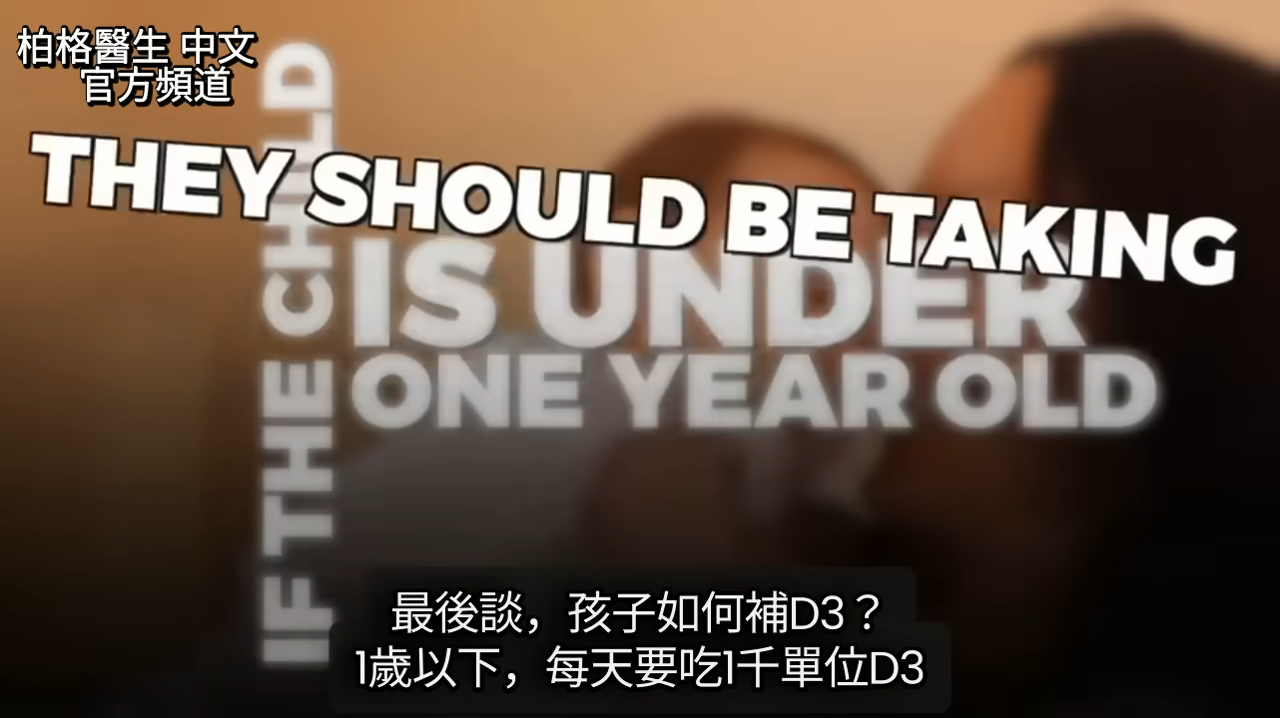 柏格醫生 中文
官方頻道
THEY SHOULD BE TAKING
IF THE CHILD
IS UNDER
ONE YEAR OLD
最後談，孩子如何補D3？
1歲以下，每天要吃1千單位D3